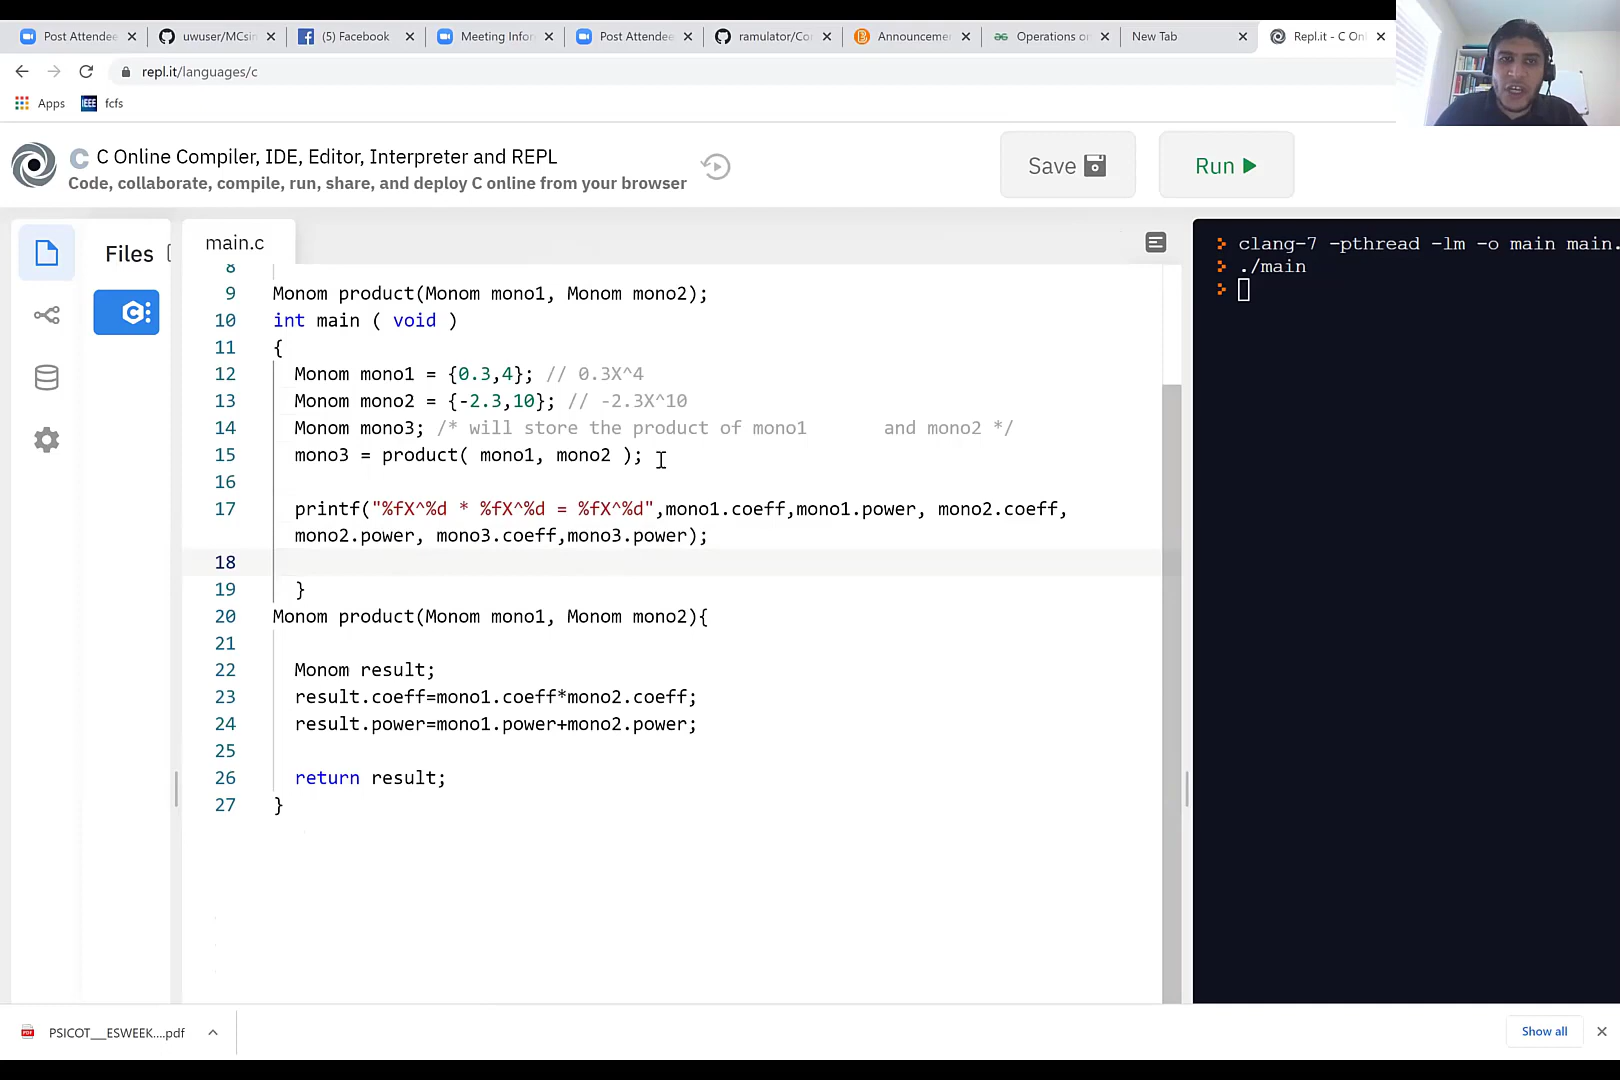 Post Attendee
uwuser/MCsin
(5) Facebook
Meeting Infor
Post Attendee
ramulator/Cor
Announcemer
Operations or
New Tab
Repl.it - C Onl
repl.it/languages/c
Apps
IEEE
fcfs
C
C Online Compiler, IDE, Editor, Interpreter and REPL
Code, collaborate, compile, run, share, and deploy C online from your browser
Save
Run
Files
main.c
C
8
9 Monom product(Monom mono1, Monom mono2);
10 int main ( void )
11 {
12 Monom mono1 = {0.3,4}; // 0.3X^4
13 Monom mono2 = {-2.3,10}; // -2.3X^10
14 Monom mono3; /* will store the product of mono1 and mono2 */
15 mono3 = product( mono1, mono2 );
16
17 printf("%fX^%d * %fX^%d = %fX^%d",mono1.coeff,mono1.power, mono2.coeff,
mono2.power, mono3.coeff,mono3.power);
18
19 }
20 Monom product(Monom mono1, Monom mono2){
21
22 Monom result;
23 result.coeff=mono1.coeff*mono2.coeff;
24 result.power=mono1.power+mono2.power;
25
26 return result;
27 }
clang-7 -pthread -lm -o main main.
./main
PDF
PSICOT__ESWEEK....pdf
Show all